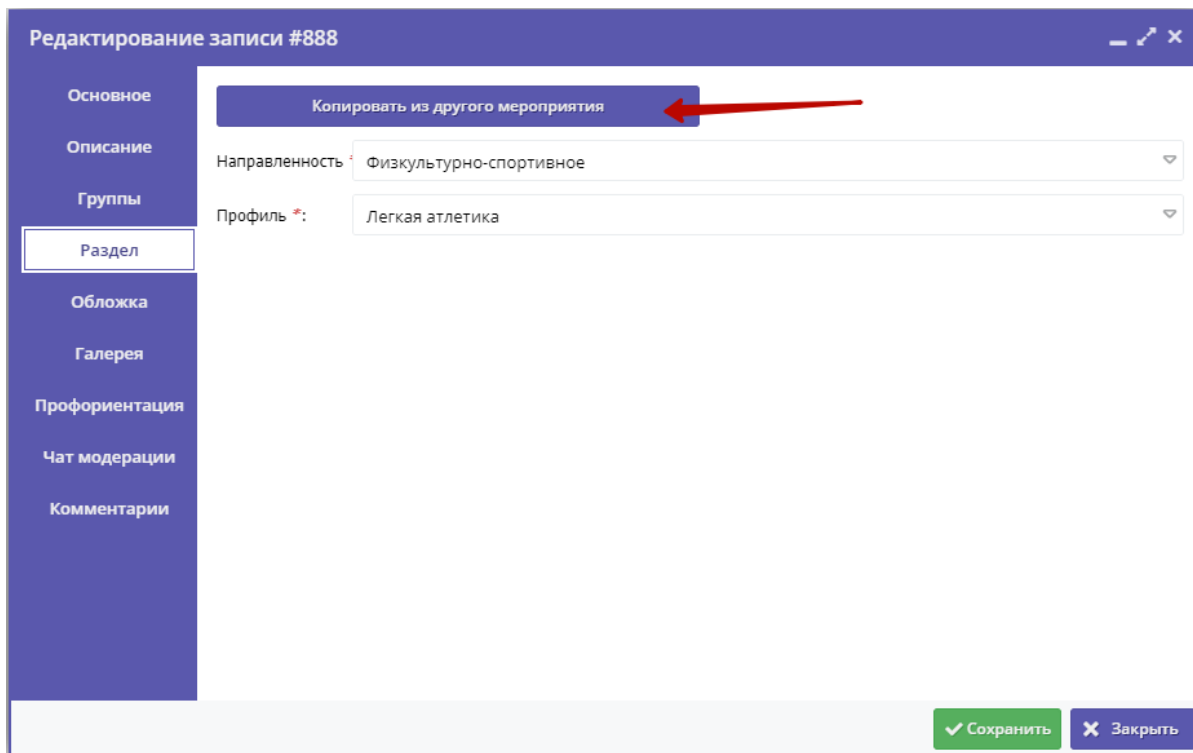 Редактирование записи #888
Основное
Описание
Группы
Раздел
Обложка
Галерея
Профориентация
Чат модерации
Комментарии
Копировать из другого мероприятия
Направленность * Физкультурно-спортивное
Профиль *: Легкая атлетика
Сохранить
Закрыть